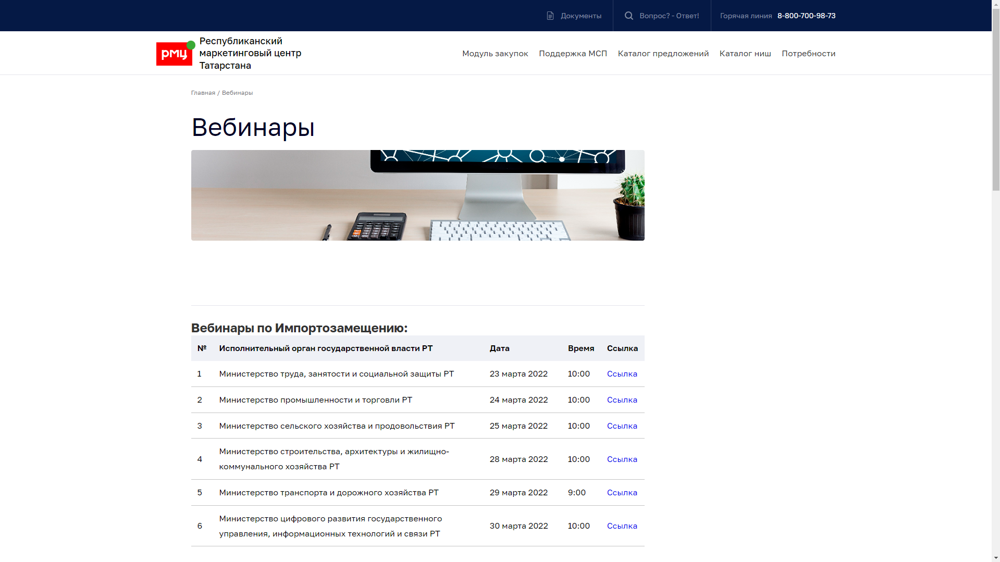 Документы
Вопрос? - Ответ!
Горячая линия 8-800-700-98-73
рмц
Республиканский
маркетинговый центр
Татарстана
Модуль закупок
Поддержка МСП
Каталог предложений
Каталог ниш
Потребности
Главная / Вебинары
Вебинары
Вебинары по Импортозамещению:
№ Исполнительный орган государственной власти РТ Дата Время Ссылка
1 Министерство труда, занятости и социальной защиты РТ 23 марта 2022 10:00 Ссылка
2 Министерство промышленности и торговли РТ 24 марта 2022 10:00 Ссылка
3 Министерство сельского хозяйства и продовольствия РТ 25 марта 2022 10:00 Ссылка
4 Министерство строительства, архитектуры и жилищно-
коммунального хозяйства РТ 28 марта 2022 10:00 Ссылка
5 Министерство транспорта и дорожного хозяйства РТ 29 марта 2022 9:00 Ссылка
6 Министерство цифрового развития государственного
управления, информационных технологий и связи РТ 30 марта 2022 10:00 Ссылка